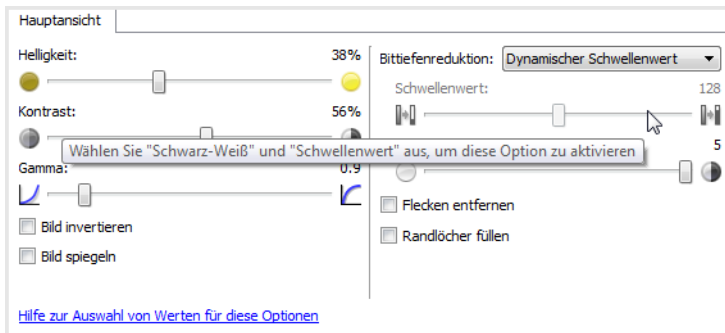 Hauptansicht
Helligkeit: 38%
Kontrast: 56%
Gamma: 0.9
Bild invertieren
Bild spiegeln
Bittiefenreduktion: Dynamischer Schwellenwert
Schwellenwert: 128
Wählen Sie "Schwarz-Weiß" und "Schwellenwert" aus, um diese Option zu aktivieren
5
Flecken entfernen
Randlöcher füllen
Hilfe zur Auswahl von Werten für diese Optionen